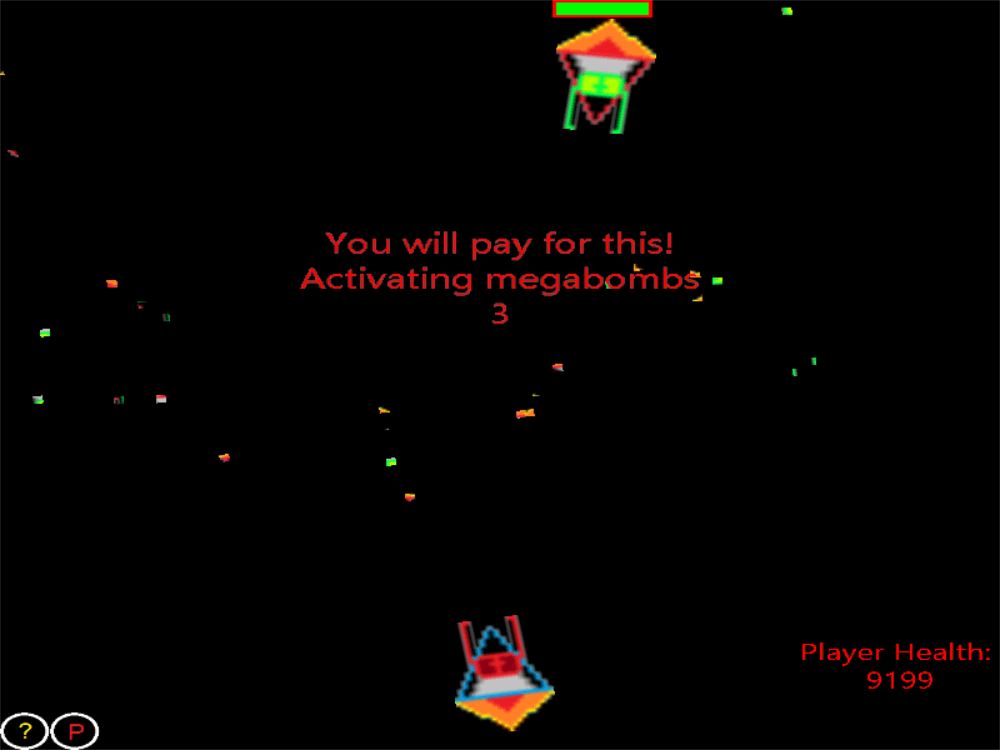 You will pay for this!
Activating megabombs
3
Player Health:
9199
? P